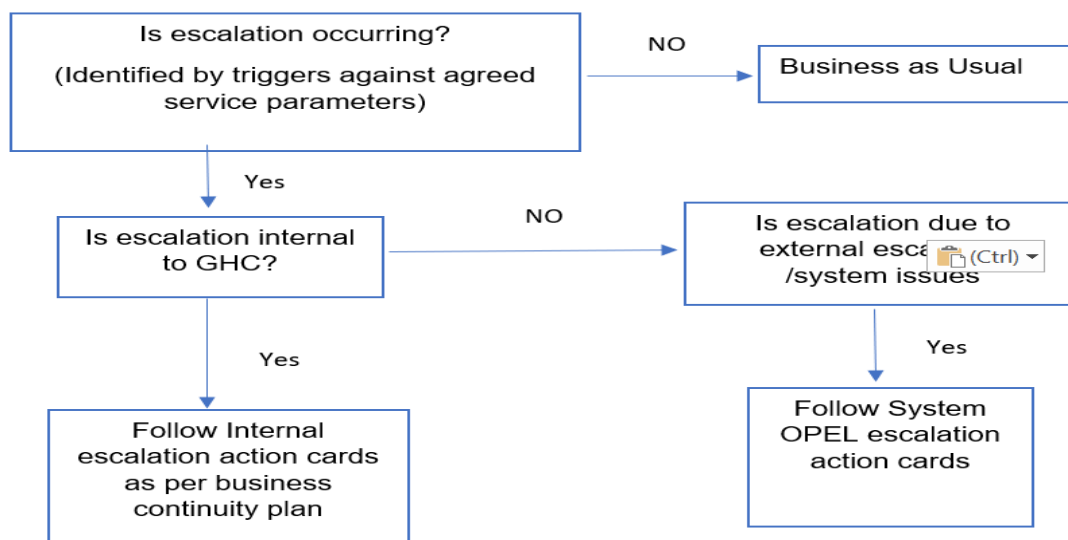 Is escalation occurring?
(Identified by triggers against agreed
service parameters)
NO
Business as Usual
Yes
Is escalation internal
to GHC?
NO
Is escalation due to
external
/system issues
(Ctrl)
Yes
Yes
Follow Internal
escalation action cards
as per business
continuity plan
Follow System
OPEL escalation
action cards